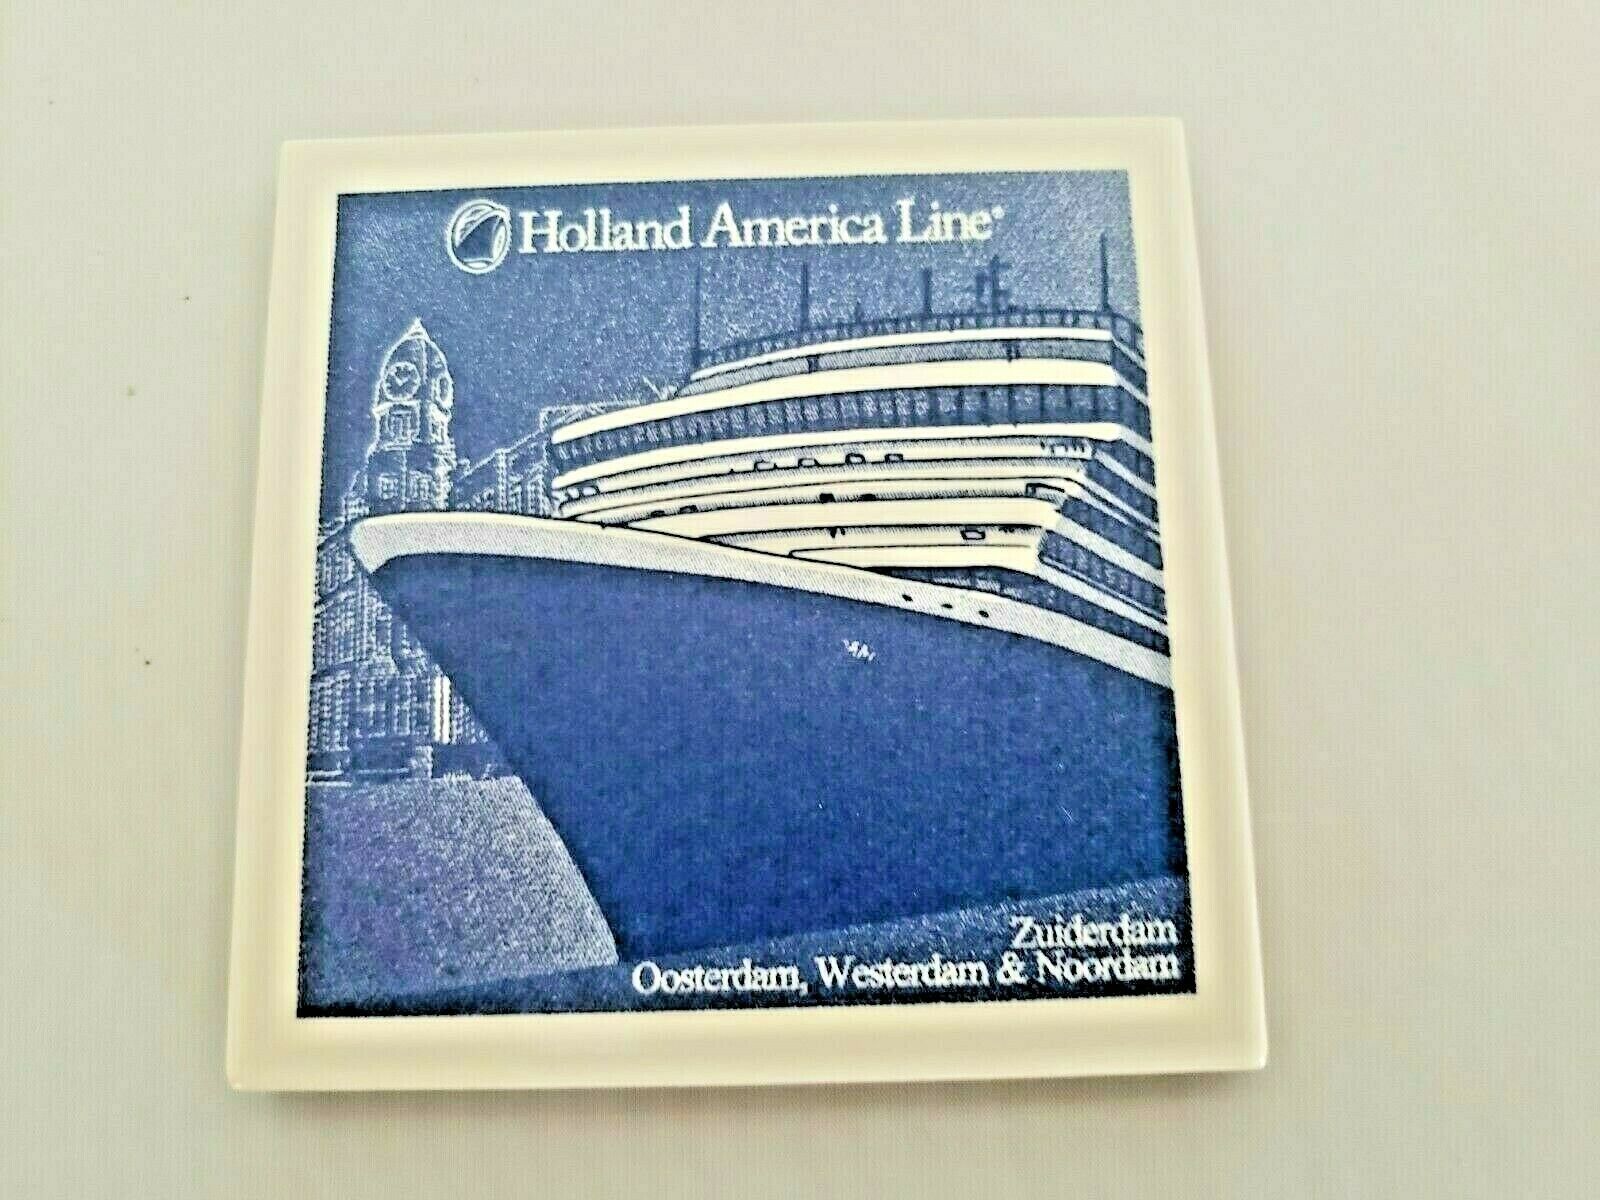 Holland America Line®
Zuiderdam
Oosterdam, Westerdam & Noordam